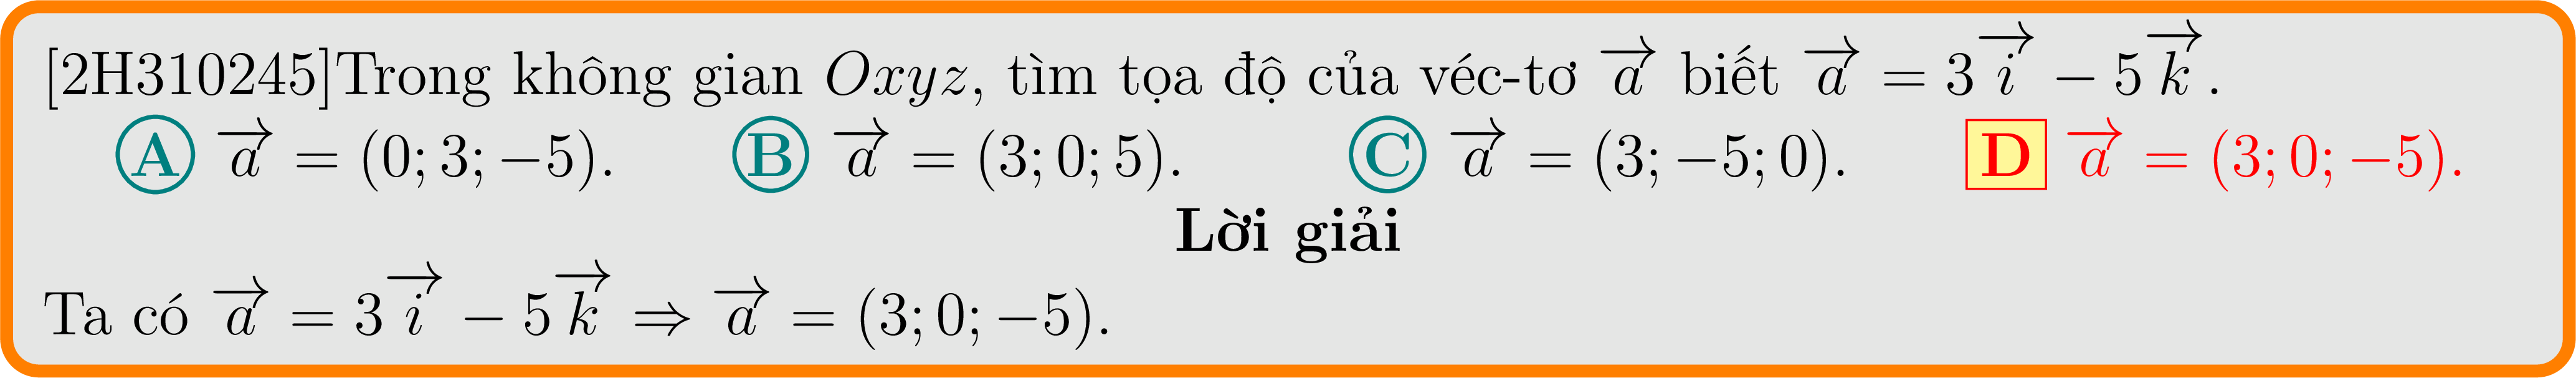 [2H310245]Trong không gian Oxyz, tìm tọa độ của véc-tơ $\overrightarrow{a}$ biết $\overrightarrow{a} = 3\overrightarrow{i} - 5\overrightarrow{k}$.
A $\overrightarrow{a} = (0; 3; -5)$. B $\overrightarrow{a} = (3; 0; 5)$. C $\overrightarrow{a} = (3; -5; 0)$. D $\overrightarrow{a} = (3; 0; -5)$.
Lời giải
Ta có $\overrightarrow{a} = 3\overrightarrow{i} - 5\overrightarrow{k} \Rightarrow \overrightarrow{a} = (3; 0; -5)$.